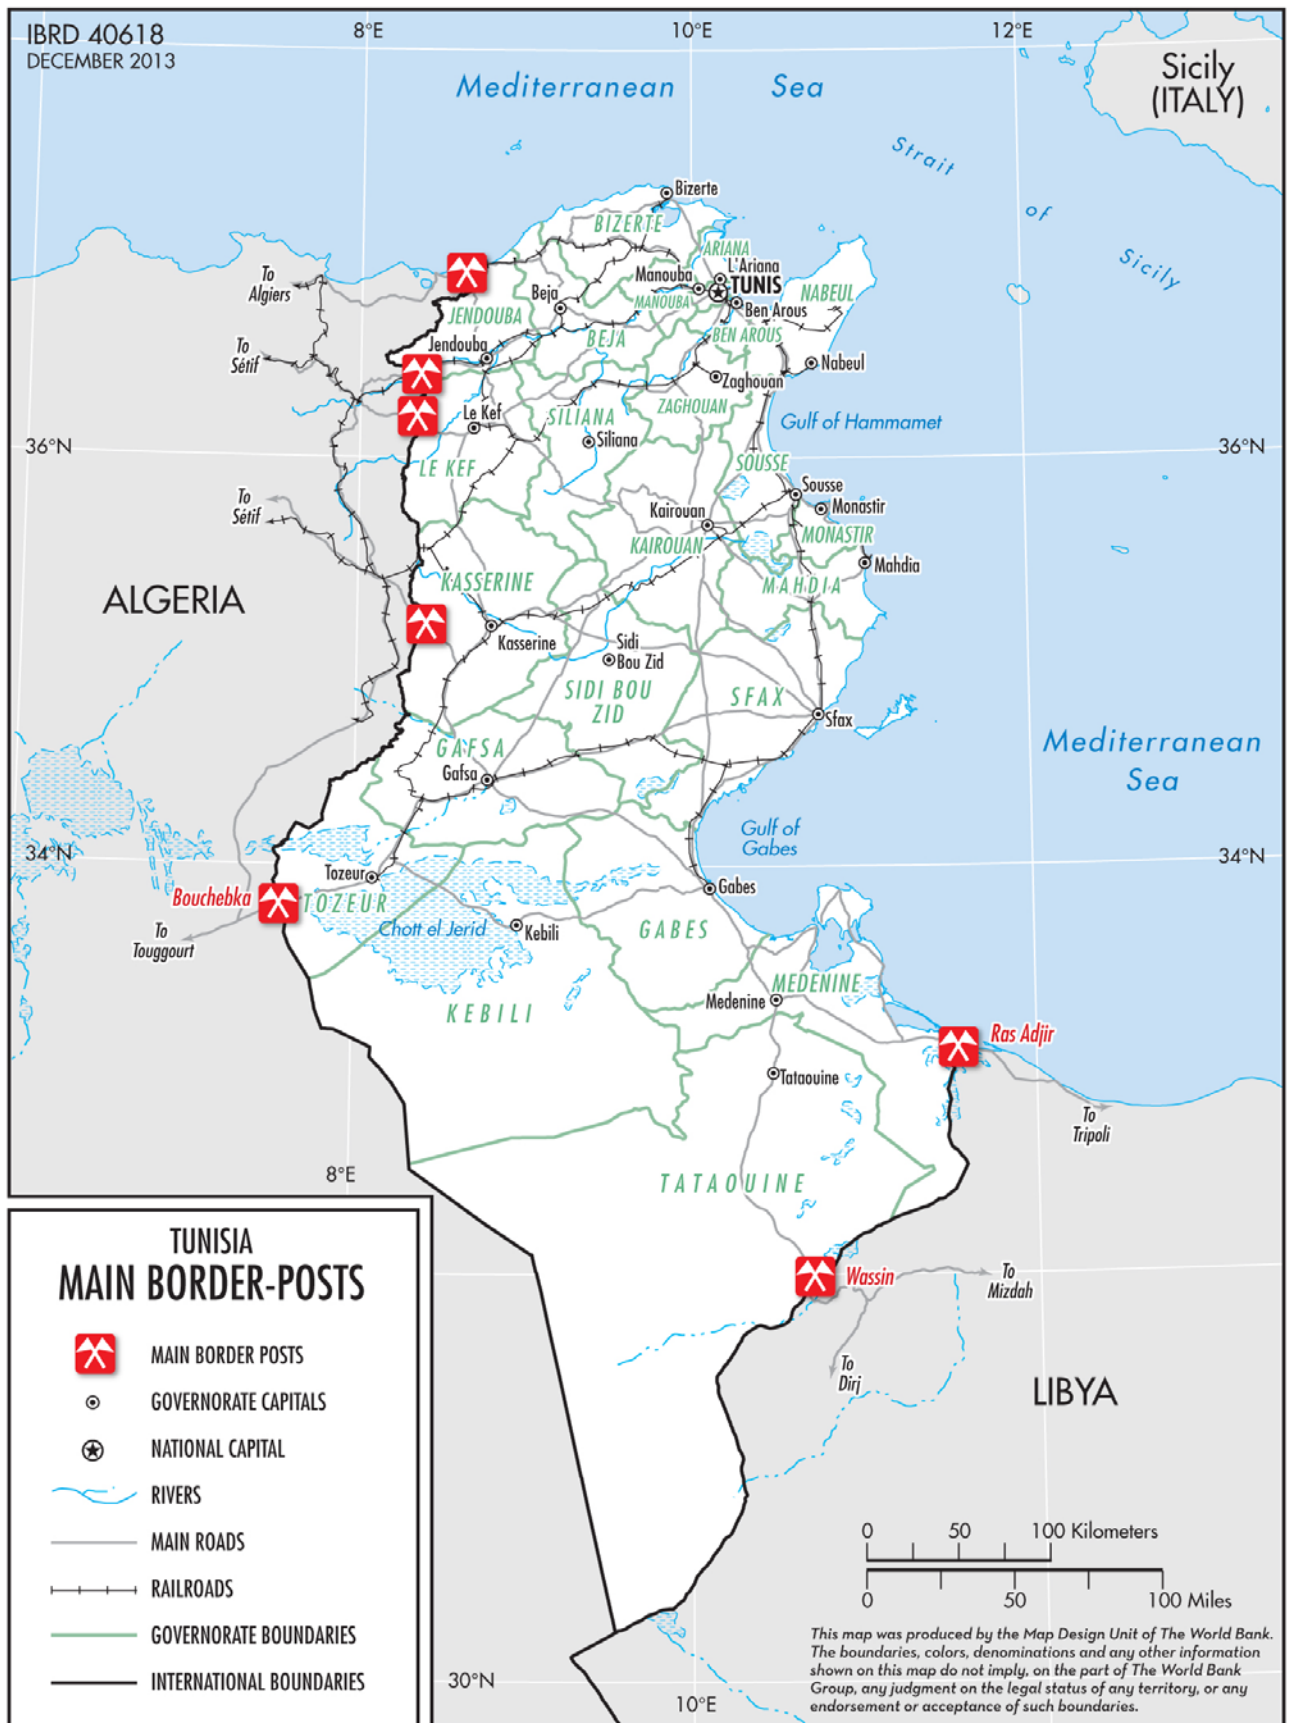 IBRD 40618
DECEMBER 2013
8°E
10°E
12°E
Mediterranean Sea
Sicily
(ITALY)
Strait of Sicily
Bizerte
BIZERTE
ARIANA
L'Ariana
Manouba
TUNIS
MANOUBA
NABEUL
Ben Arous
BEN AROUS
To
Algiers
Beja
JENDOUBA
BEJA
Jendouba
To
Sétif
Nabeul
Zaghouan
ZAGHOUAN
Le Kef
SILIANA
Siliana
Gulf of Hammamet
36°N
36°N
LE KEF
SOUSSE
Sousse
Monastir
To
Sétif
Kairouan
KAIROUAN
MONASTIR
Mahdia
MAHDIA
ALGERIA
KASSERINE
Kasserine
Sidi
Bou Zid
SIDI BOU
ZID
SFAX
Sfax
Mediterranean
Sea
GAFSA
Gafsa
Gulf of
Gabes
34°N
34°N
Tozeur
Bouchebka
TOZEUR
Gabes
Chott el Jerid
Kebili
GABES
To
Touggourt
KEBILI
MEDENINE
Medenine
Ras Adjir
Tataouine
To
Tripoli
8°E
TATAOUINE
Wassin
To
Mizdah
To
Dirj
LIBYA
TUNISIA
MAIN BORDER-POSTS
MAIN BORDER POSTS
GOVERNORATE CAPITALS
NATIONAL CAPITAL
RIVERS
MAIN ROADS
RAILROADS
GOVERNORATE BOUNDARIES
INTERNATIONAL BOUNDARIES
0 50 100 Kilometers
0 50 100 Miles
This map was produced by the Map Design Unit of The World Bank.
The boundaries, colors, denominations and any other information
shown on this map do not imply, on the part of The World Bank
Group, any judgment on the legal status of any territory, or any
endorsement or acceptance of such boundaries.
30°N
10°E